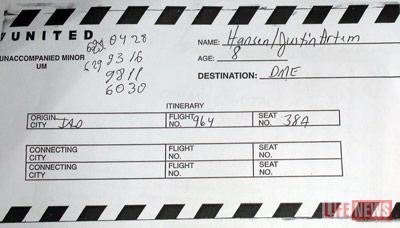 UNITED
UNACCOMPANIED MINOR
UM
0428
629 2316
9811
6030
NAME: Hansen/Justin Artem
AGE: 8
DESTINATION: DME
ITINERARY
ORIGIN CITY IAD FLIGHT NO. 964 SEAT NO. 38A
CONNECTING CITY FLIGHT NO. SEAT NO.
CONNECTING CITY FLIGHT NO. SEAT NO.
LIFE NEWS